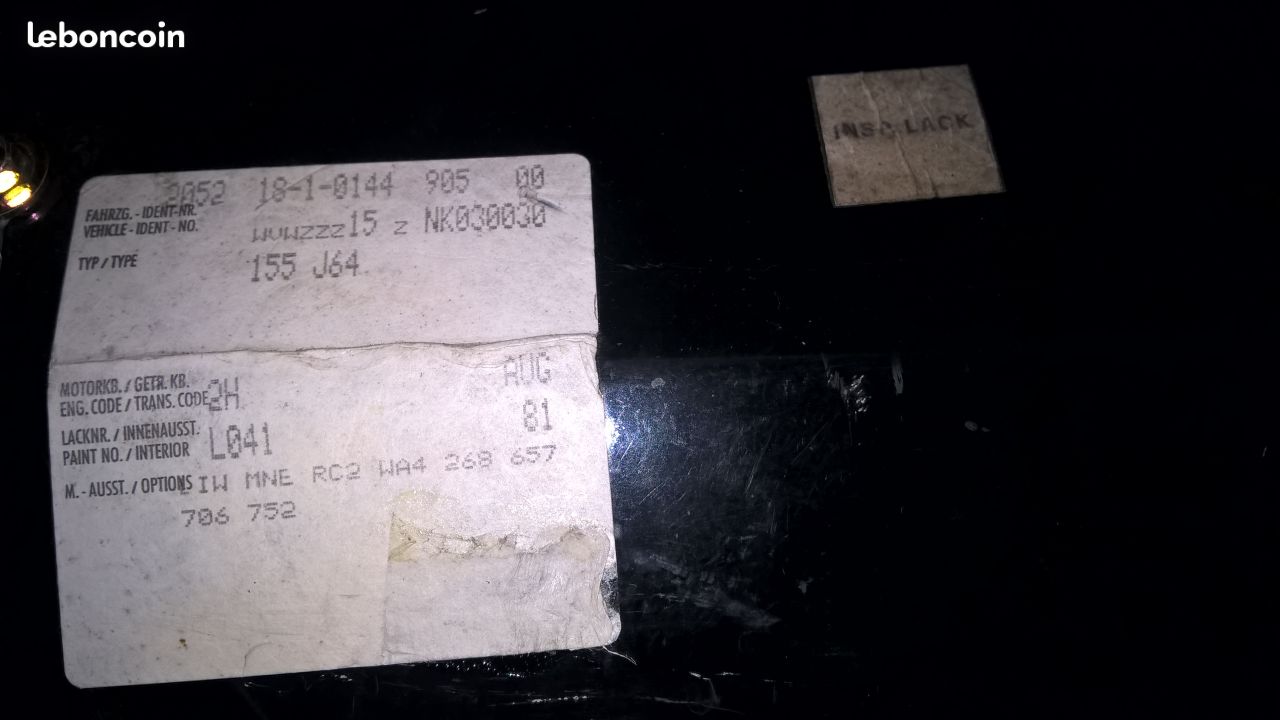 leboncoin
INSP LACK
2052 18-1-0144 905 00
FAHRZG. - IDENT-NR.
VEHICLE - IDENT - NO. WVWZZZ15 Z NK030030
TYP / TYPE 155 J64
AUG
MOTORKB. / GETR. KB.
ENG. CODE / TRANS. CODE 2H
81
LACKNR. / INNENAUSST.
PAINT NO. / INTERIOR L041
M. - AUSST. / OPTIONS IW MNE RC2 WA4 268 657
706 752